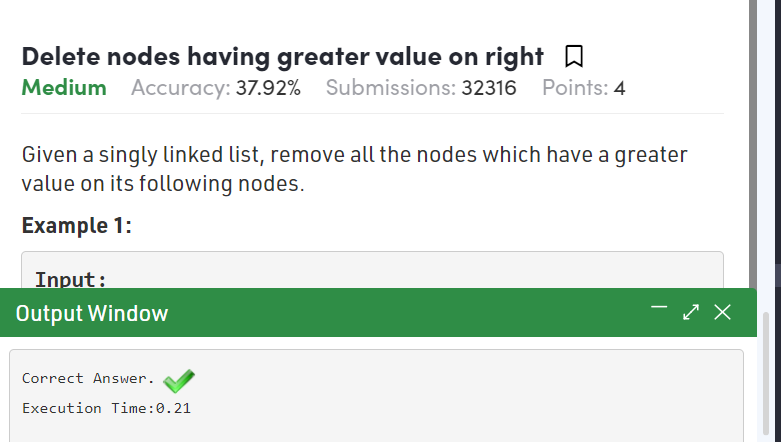 Delete nodes having greater value on right
Medium Accuracy: 37.92% Submissions: 32316 Points: 4
Given a singly linked list, remove all the nodes which have a greater
value on its following nodes.
Example 1:
Input:
Output Window
Correct Answer.
Execution Time:0.21